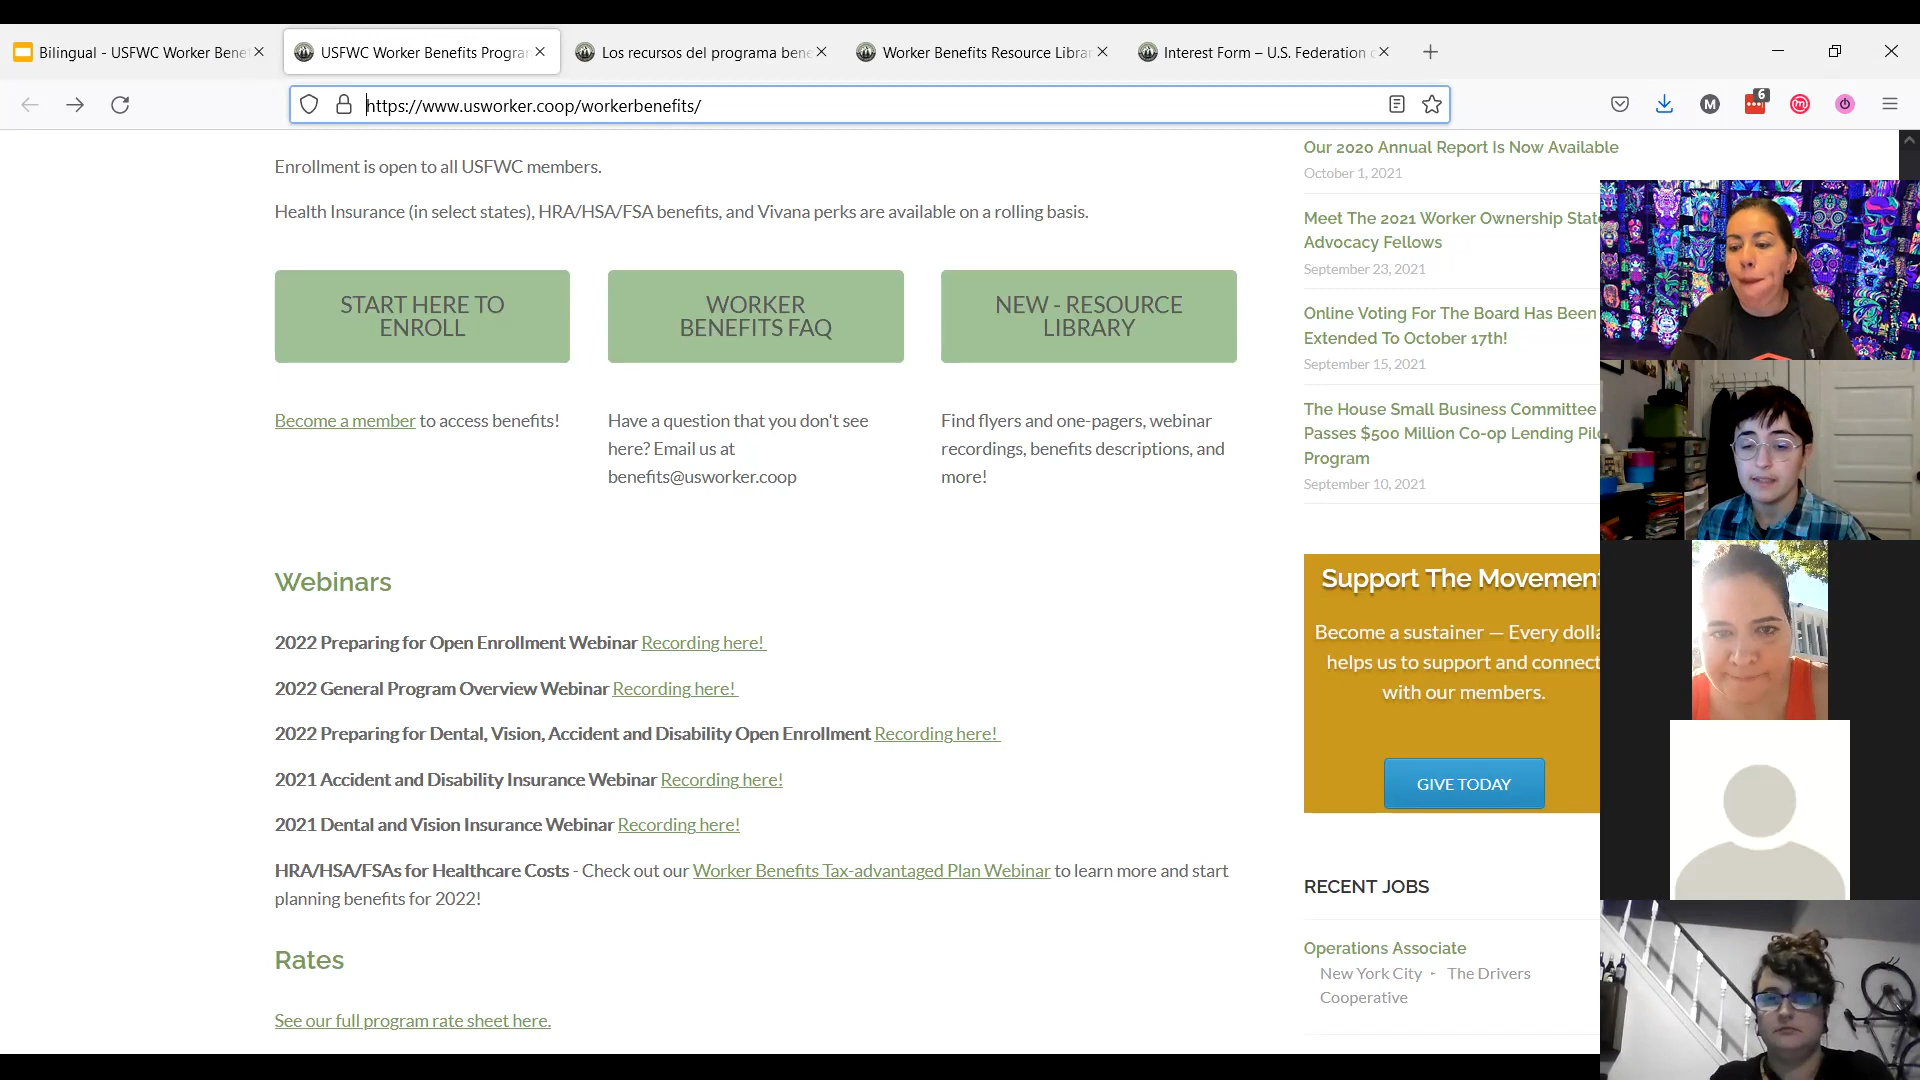 Bilingual - USFWC Worker Bene
USFWC Worker Benefits Progra
Los recursos del programa bene
Worker Benefits Resource Libra
Interest Form – U.S. Federation
https://www.usworker.coop/workerbenefits/
M
6
Enrollment is open to all USFWC members.
Health Insurance (in select states), HRA/HSA/FSA benefits, and Vivana perks are available on a rolling basis.
START HERE TO
ENROLL
WORKER
BENEFITS FAQ
NEW - RESOURCE
LIBRARY
Become a member to access benefits!
Have a question that you don't see
here? Email us at
benefits@usworker.coop
Find flyers and one-pagers, webinar
recordings, benefits descriptions, and
more!
Webinars
2022 Preparing for Open Enrollment Webinar Recording here!
2022 General Program Overview Webinar Recording here!
2022 Preparing for Dental, Vision, Accident and Disability Open Enrollment Recording here!
2021 Accident and Disability Insurance Webinar Recording here!
2021 Dental and Vision Insurance Webinar Recording here!
HRA/HSA/FSAs for Healthcare Costs - Check out our Worker Benefits Tax-advantaged Plan Webinar to learn more and start
planning benefits for 2022!
Rates
See our full program rate sheet here.
Our 2020 Annual Report Is Now Available
October 1, 2021
Meet The 2021 Worker Ownership State
Advocacy Fellows
September 23, 2021
Online Voting For The Board Has Been
Extended To October 17th!
September 15, 2021
The House Small Business Committee
Passes $500 Million Co-op Lending Pil
Program
September 10, 2021
Support The Movement
Become a sustainer — Every dolla
helps us to support and connect
with our members.
GIVE TODAY
RECENT JOBS
Operations Associate
New York City - The Drivers
Cooperative